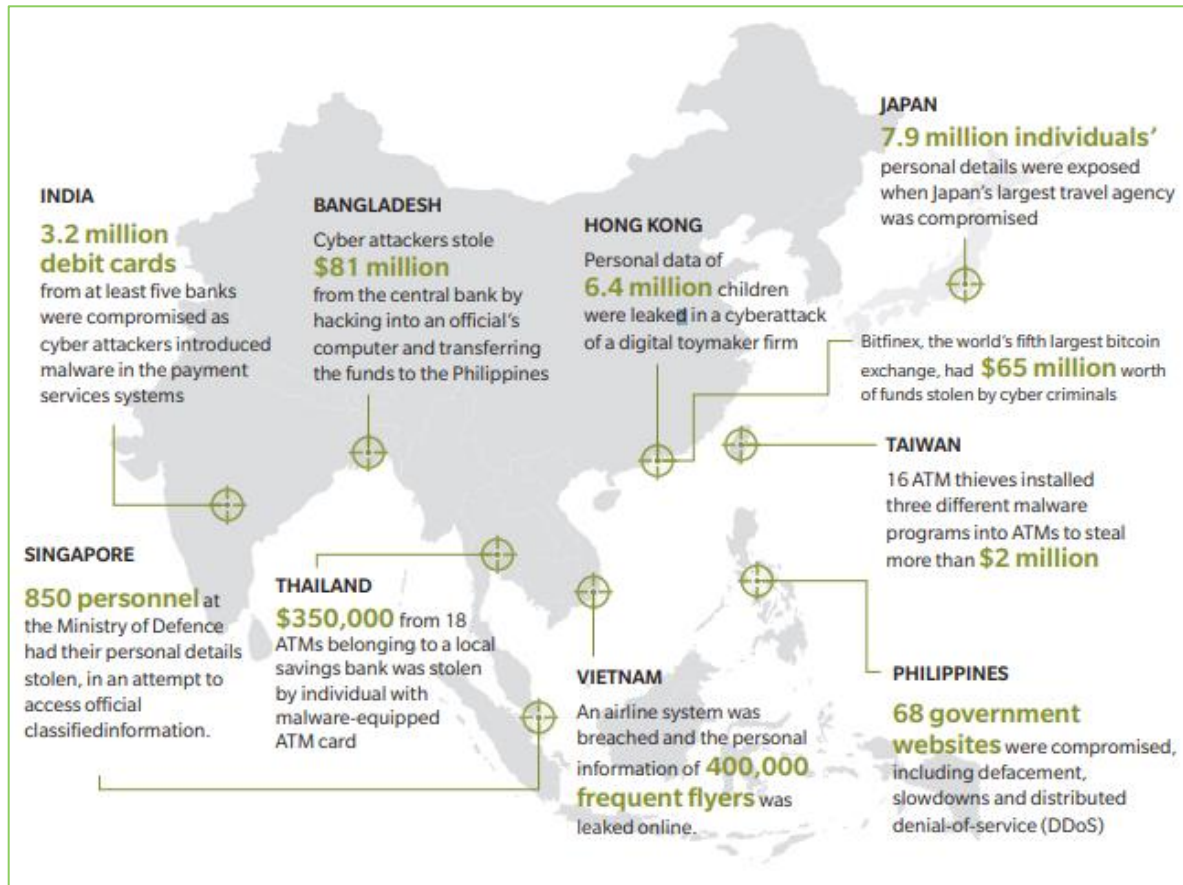 JAPAN
7.9 million individuals’
personal details were exposed
when Japan’s largest travel agency
was compromised
INDIA
3.2 million
debit cards
from at least five banks
were compromised as
cyber attackers introduced
malware in the payment
services systems
BANGLADESH
Cyber attackers stole
$81 million
from the central bank by
hacking into an official’s
computer and transferring
the funds to the Philippines
HONG KONG
Personal data of
6.4 million children
were leaked in a cyberattack
of a digital toymaker firm
Bitfinex, the world’s fifth largest bitcoin
exchange, had $65 million worth
of funds stolen by cyber criminals
TAIWAN
16 ATM thieves installed
three different malware
programs into ATMs to steal
more than $2 million
SINGAPORE
850 personnel at
the Ministry of Defence
had their personal details
stolen, in an attempt to
access official
classifiedinformation.
THAILAND
$350,000 from 18
ATMs belonging to a local
savings bank was stolen
by individual with
malware-equipped
ATM card
VIETNAM
An airline system was
breached and the personal
information of 400,000
frequent flyers was
leaked online.
PHILIPPINES
68 government
websites were compromised,
including defacement,
slowdowns and distributed
denial-of-service (DDoS)